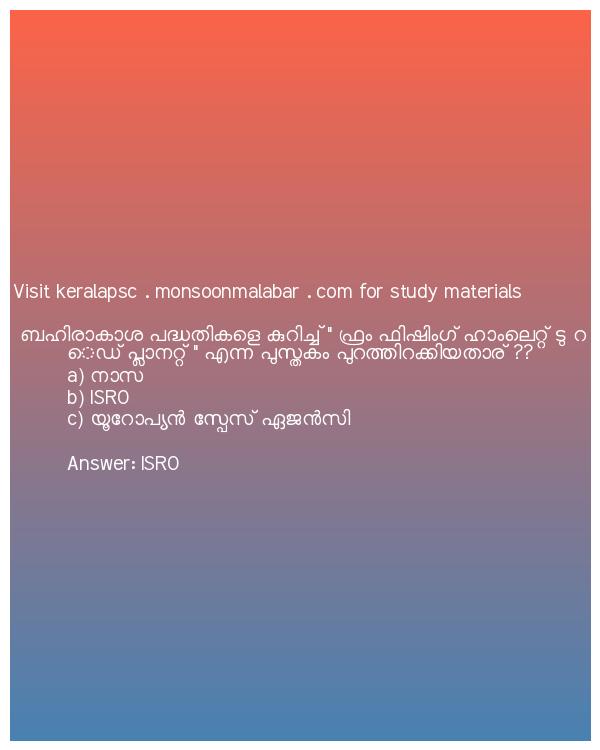 Visit keralapsc . monsoonmalabar . com for study materials
ബഹിരാകാശ പദ്ധതികളെ കുറിച്ച് " ഫ്രം ഫിഷിംഗ് ഹാംലെറ്റ് ടു റ
െഡ് പ്ലാനറ്റ് " എന്ന പുസ്തകം പുറത്തിറക്കിയതാര് ??
a) നാസ
b) ISRO
c) യൂറോപ്യൻ സ്പേസ് ഏജൻസി
Answer: ISRO